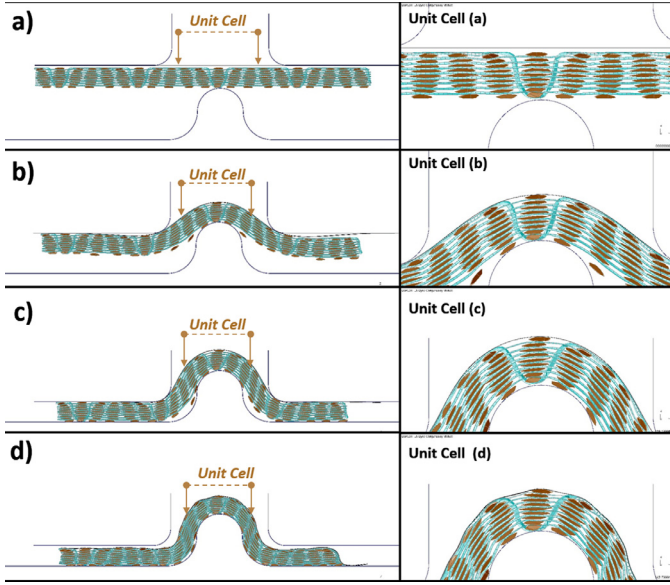 a)
Unit Cell
Unit Cell (a)
b)
Unit Cell
Unit Cell (b)
c)
Unit Cell
Unit Cell (c)
d)
Unit Cell
Unit Cell (d)